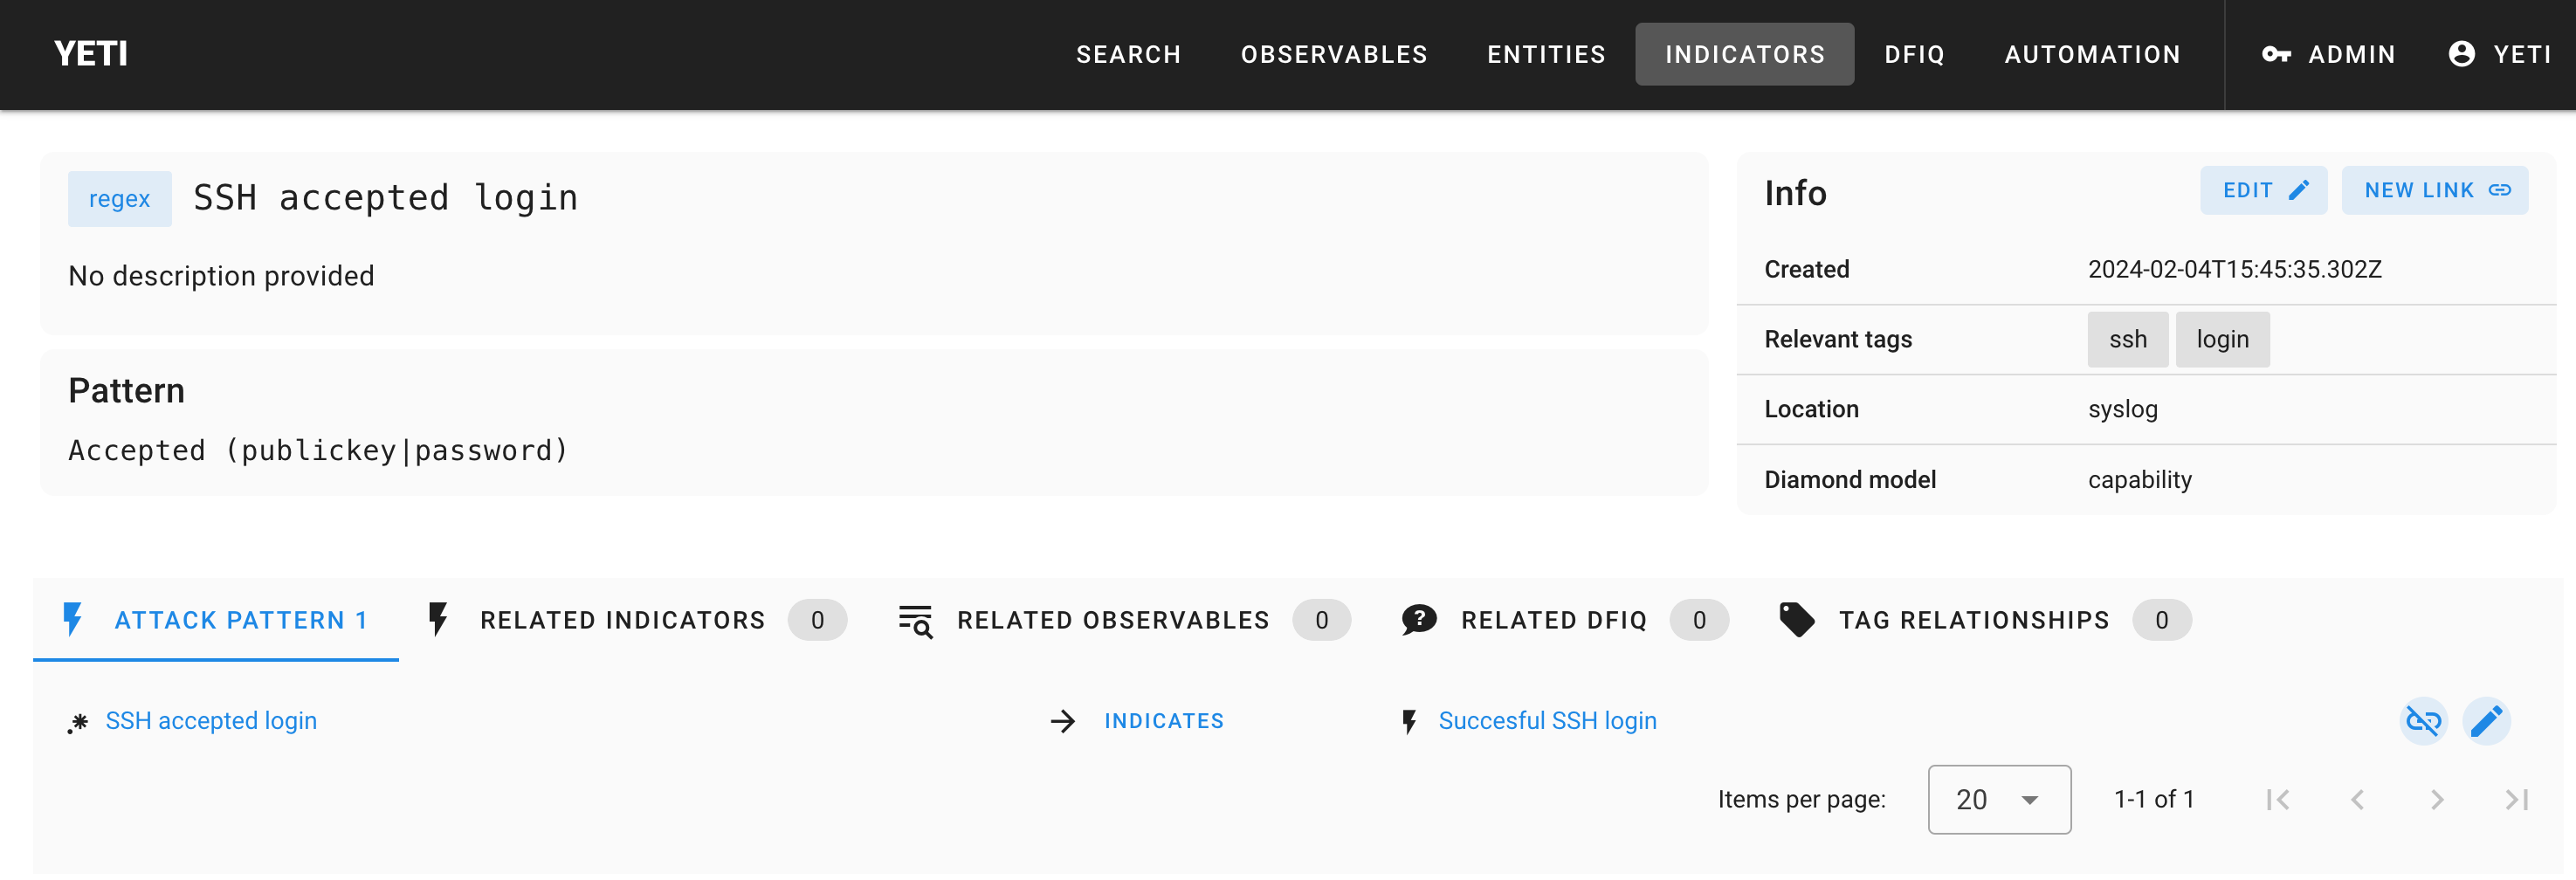 YETI
SEARCH OBSERVABLES ENTITIES INDICATORS DFIQ AUTOMATION ADMIN YETI
regex SSH accepted login
No description provided
Pattern
Accepted (publickey|password)
Info EDIT NEW LINK
Created 2024-02-04T15:45:35.302Z
Relevant tags ssh login
Location syslog
Diamond model capability
ATTACK PATTERN 1 RELATED INDICATORS 0 RELATED OBSERVABLES 0 RELATED DFIQ 0 TAG RELATIONSHIPS 0
SSH accepted login INDICATES Succesful SSH login
Items per page: 20 1-1 of 1